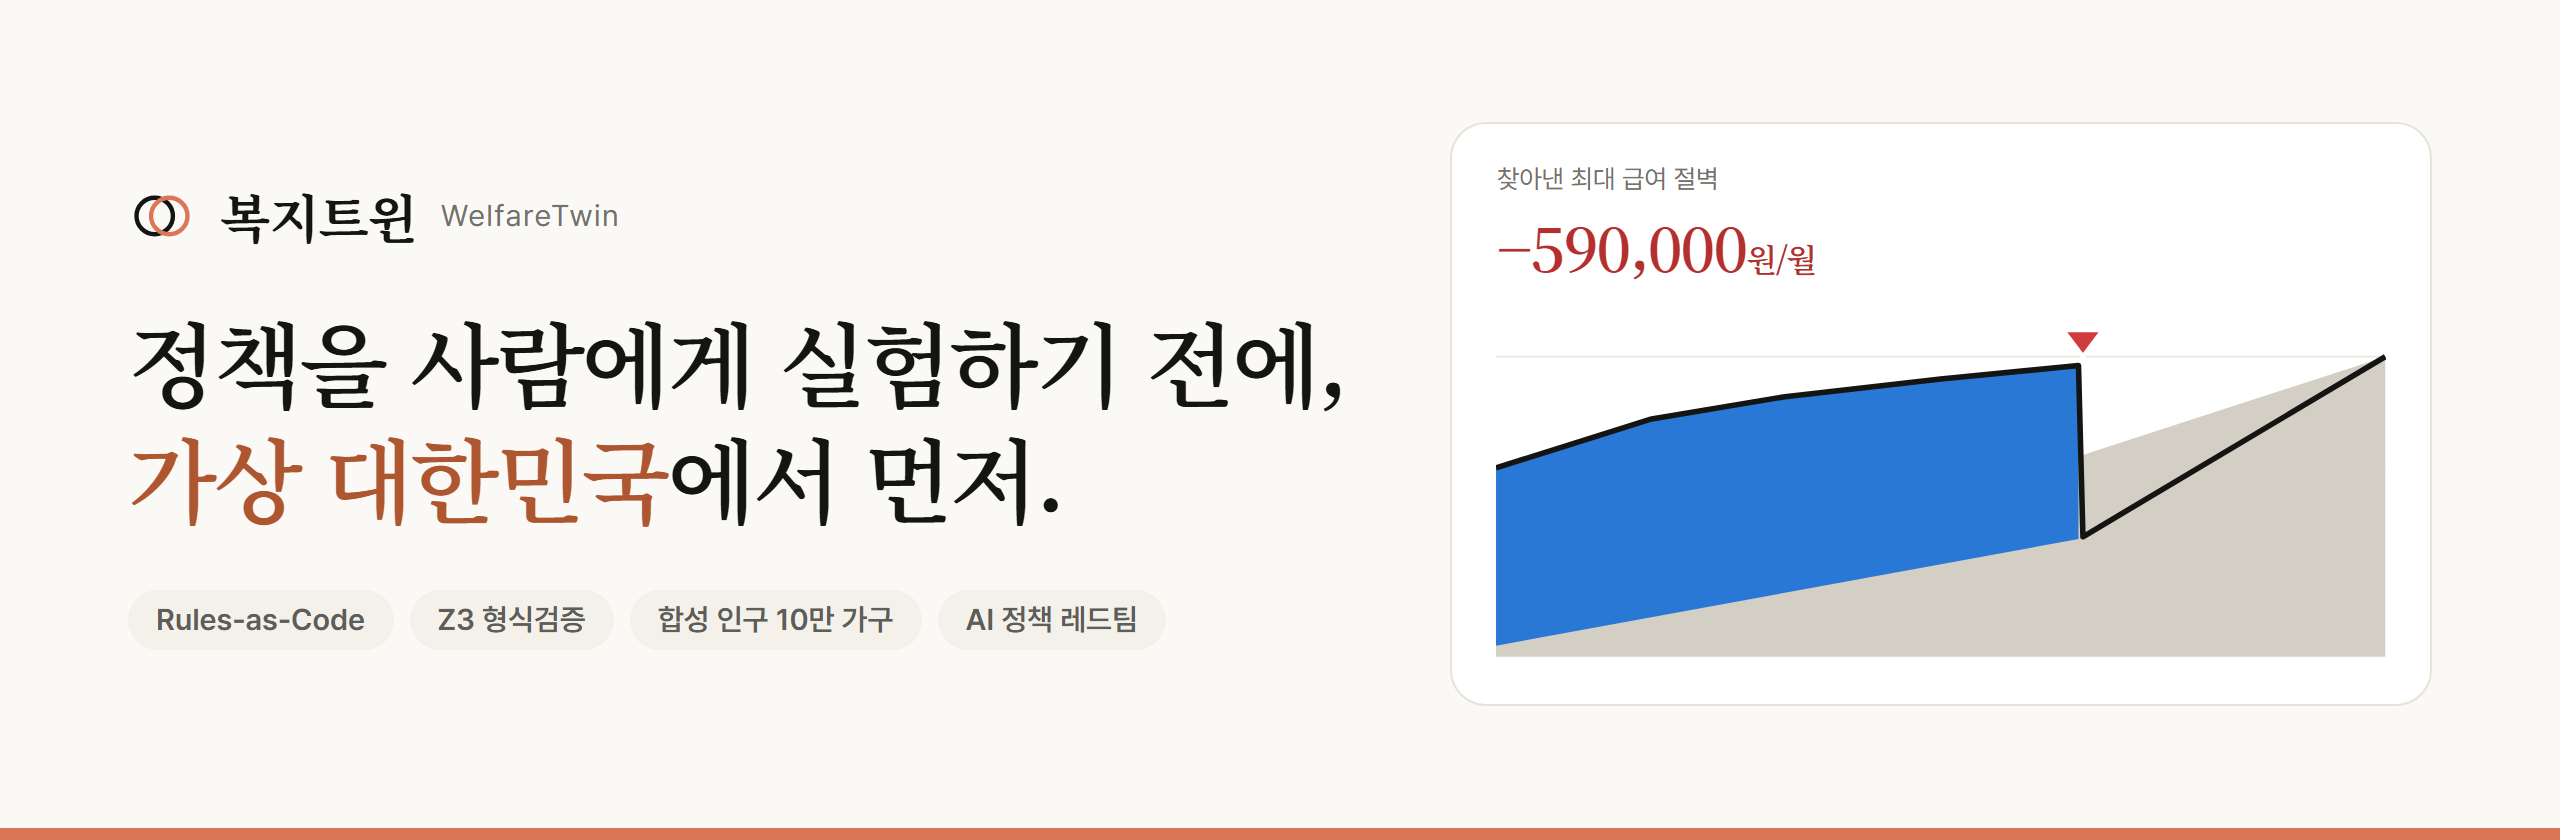 복지트윈 WelfareTwin
정책을 사람에게 실험하기 전에,
가상 대한민국에서 먼저.
Rules-as-Code
Z3 형식검증
합성 인구 10만 가구
AI 정책 레드팀
찾아낸 최대 급여 절벽
−590,000원/월